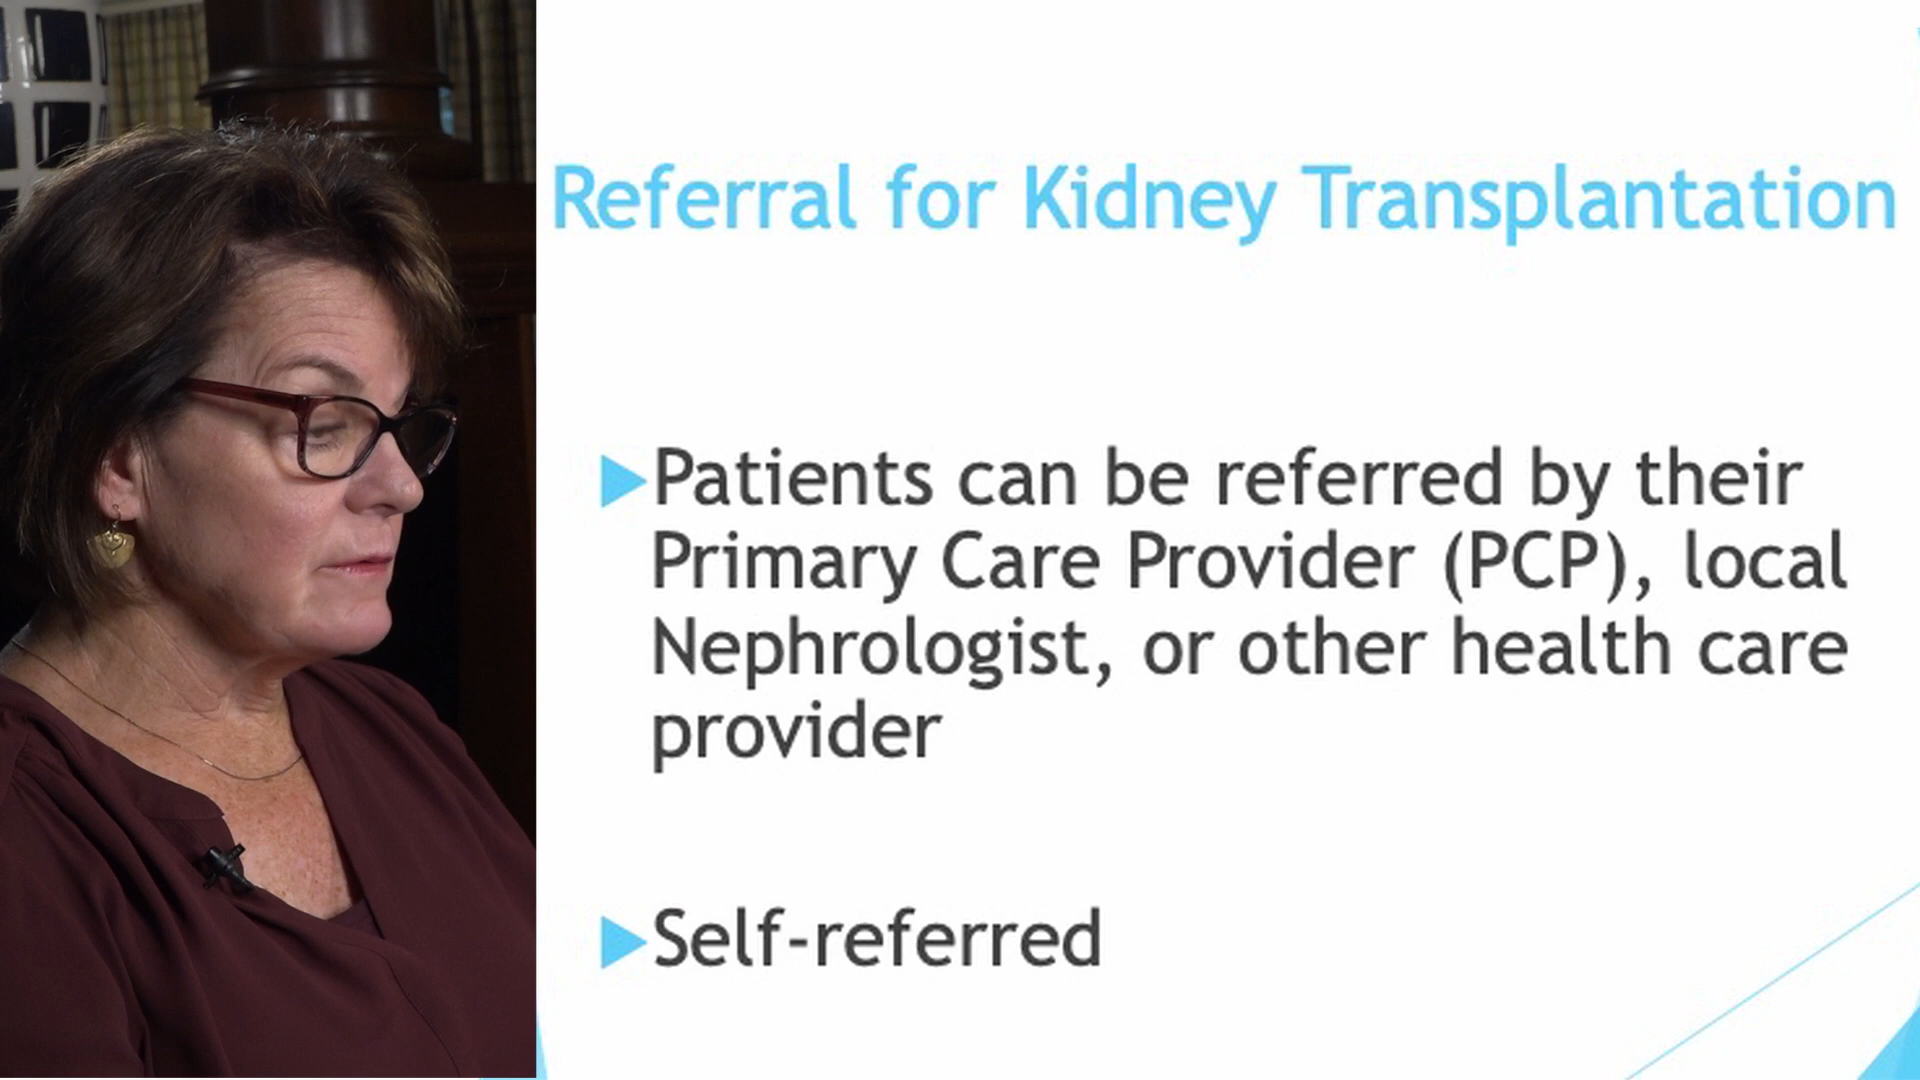 Referral for Kidney Transplantation
Patients can be referred by their
Primary Care Provider (PCP), local
Nephrologist, or other health care
provider
Self-referred